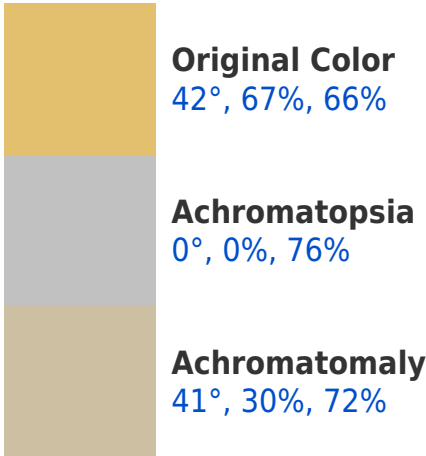 Original Color
42°, 67%, 66%
Achromatopsia
0°, 0%, 76%
Achromatomaly
41°, 30%, 72%